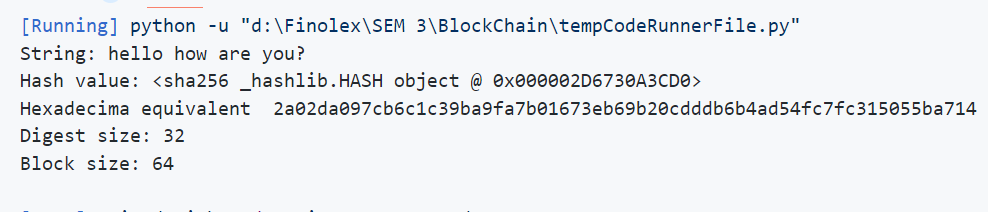 [Running] python -u "d:\Finolex\SEM 3\BlockChain\tempCodeRunnerFile.py"
String: hello how are you?
Hash value: <sha256 _hashlib.HASH object @ 0x000002D6730A3CD0>
Hexadecima equivalent  2a02da097cb6c1c39ba9fa7b01673eb69b20cdddb6b4ad54fc7fc315055ba714
Digest size: 32
Block size: 64